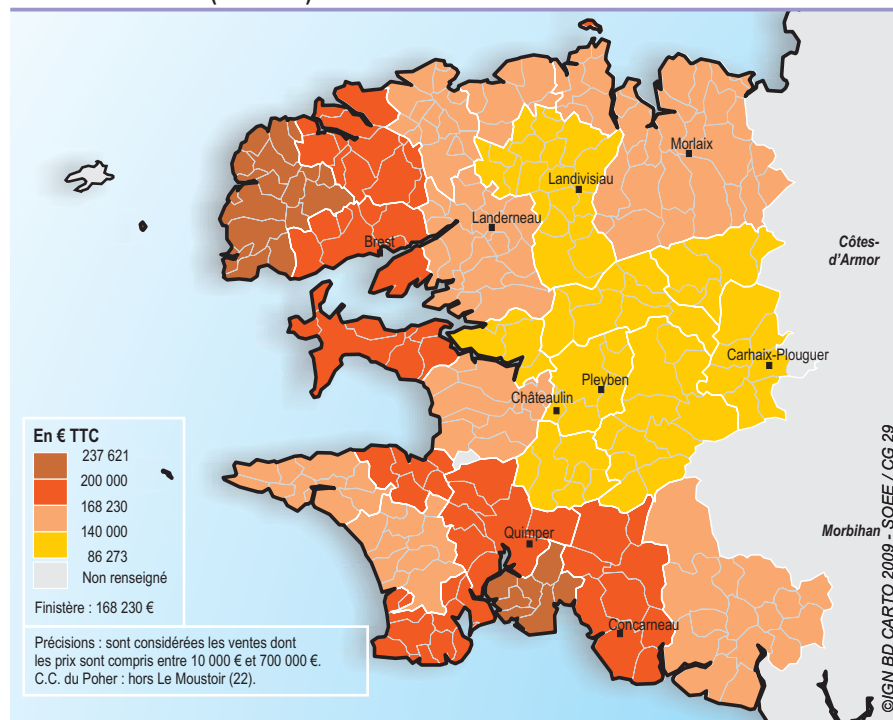 Morlaix
Landivisiau
Landerneau
Brest
Côtes-
d'Armor
Carhaix-Plouguer
Pleyben
Châteaulin
Quimper
Concarneau
Morbihan
En € TTC
237 621
200 000
168 230
140 000
86 273
Non renseigné
Finistère : 168 230 €
Précisions : sont considérées les ventes dont
les prix sont compris entre 10 000 € et 700 000 €.
C.C. du Poher : hors Le Moustoir (22).
©IGN BD CARTO 2009 - SOEE / CG 29